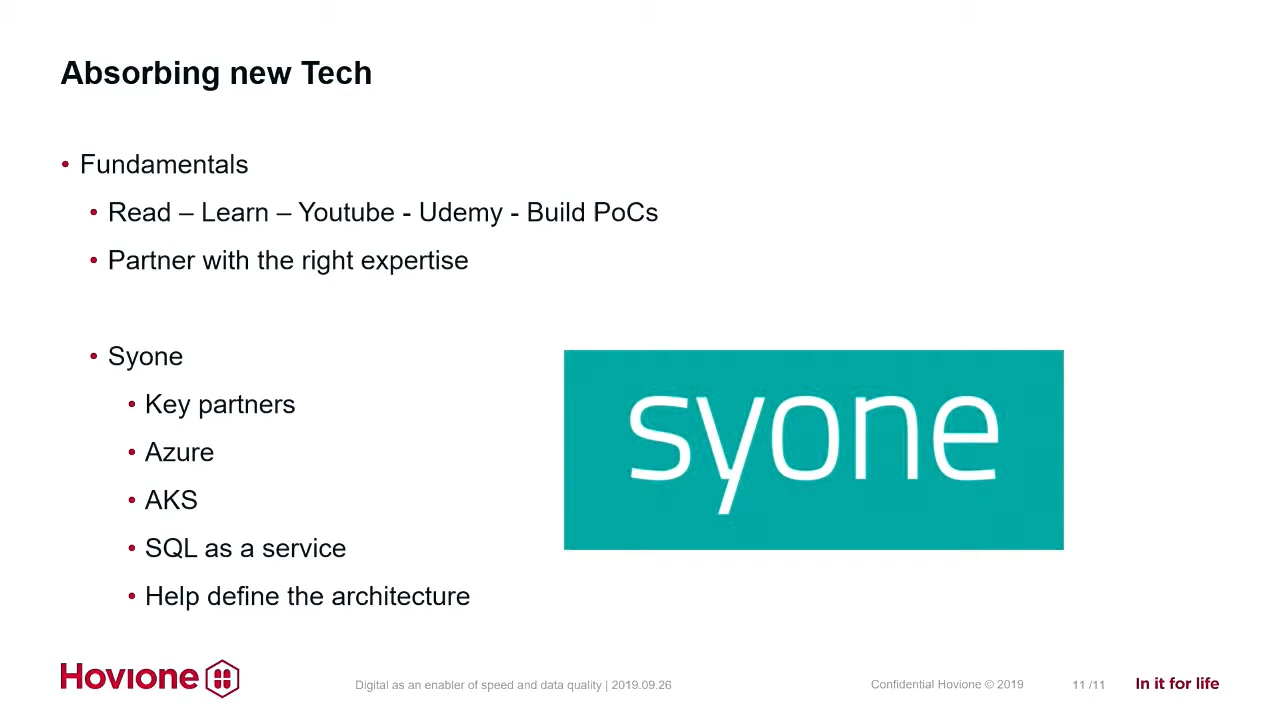 Absorbing new Tech
• Fundamentals
• Read – Learn – Youtube - Udemy - Build PoCs
• Partner with the right expertise
• Syone
• Key partners
• Azure
• AKS
• SQL as a service
• Help define the architecture
syone
Hovione
Digital as an enabler of speed and data quality | 2019.09.26
Confidential Hovione © 2019
11 /11
In it for life